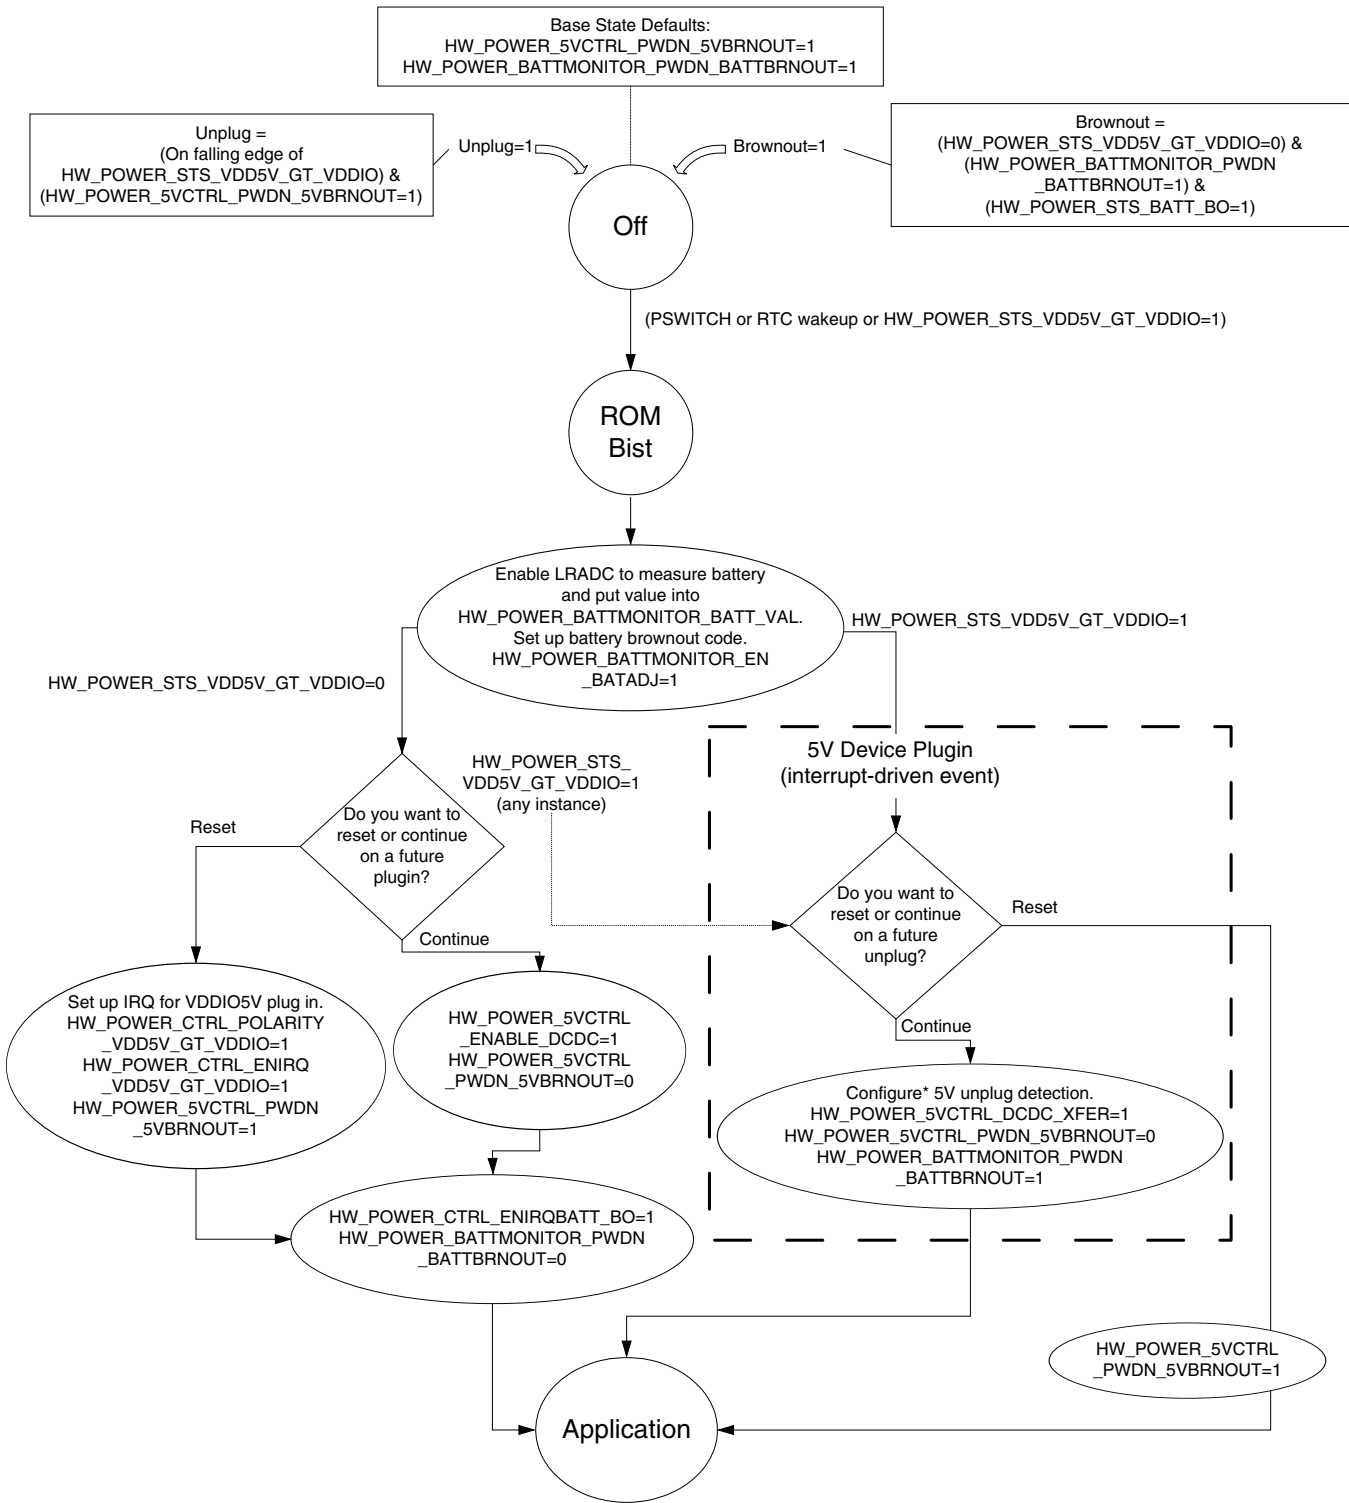 Base State Defaults:
HW_POWER_5VCTRL_PWDN_5VBRNOUT=1
HW_POWER_BATTMONITOR_PWDN_BATTBRNOUT=1
Unplug =
(On falling edge of
HW_POWER_STS_VDD5V_GT_VDDIO) &
(HW_POWER_5VCTRL_PWDN_5VBRNOUT=1)
Unplug=1
Brownout=1
Brownout =
(HW_POWER_STS_VDD5V_GT_VDDIO=0) &
(HW_POWER_BATTMONITOR_PWDN
_BATTBRNOUT=1) &
(HW_POWER_STS_BATT_BO=1)
Off
(PSWITCH or RTC wakeup or HW_POWER_STS_VDD5V_GT_VDDIO=1)
ROM
Bist
Enable LRADC to measure battery
and put value into
HW_POWER_BATTMONITOR_BATT_VAL.
Set up battery brownout code.
HW_POWER_BATTMONITOR_EN
_BATADJ=1
HW_POWER_STS_VDD5V_GT_VDDIO=1
HW_POWER_STS_VDD5V_GT_VDDIO=0
5V Device Plugin
(interrupt-driven event)
HW_POWER_STS_
VDD5V_GT_VDDIO=1
(any instance)
Do you want to
reset or continue
on a future
plugin?
Reset
Continue
Do you want to
reset or continue
on a future
unplug?
Reset
Continue
Set up IRQ for VDDIO5V plug in.
HW_POWER_CTRL_POLARITY
_VDD5V_GT_VDDIO=1
HW_POWER_CTRL_ENIRQ
_VDD5V_GT_VDDIO=1
HW_POWER_5VCTRL_PWDN
_5VBRNOUT=1
HW_POWER_5VCTRL
_ENABLE_DCDC=1
HW_POWER_5VCTRL
_PWDN_5VBRNOUT=0
Configure* 5V unplug detection.
HW_POWER_5VCTRL_DCDC_XFER=1
HW_POWER_5VCTRL_PWDN_5VBRNOUT=0
HW_POWER_BATTMONITOR_PWDN
_BATTBRNOUT=1
HW_POWER_CTRL_ENIRQBATT_BO=1
HW_POWER_BATTMONITOR_PWDN
_BATTBRNOUT=0
HW_POWER_5VCTRL
_PWDN_5VBRNOUT=1
Application